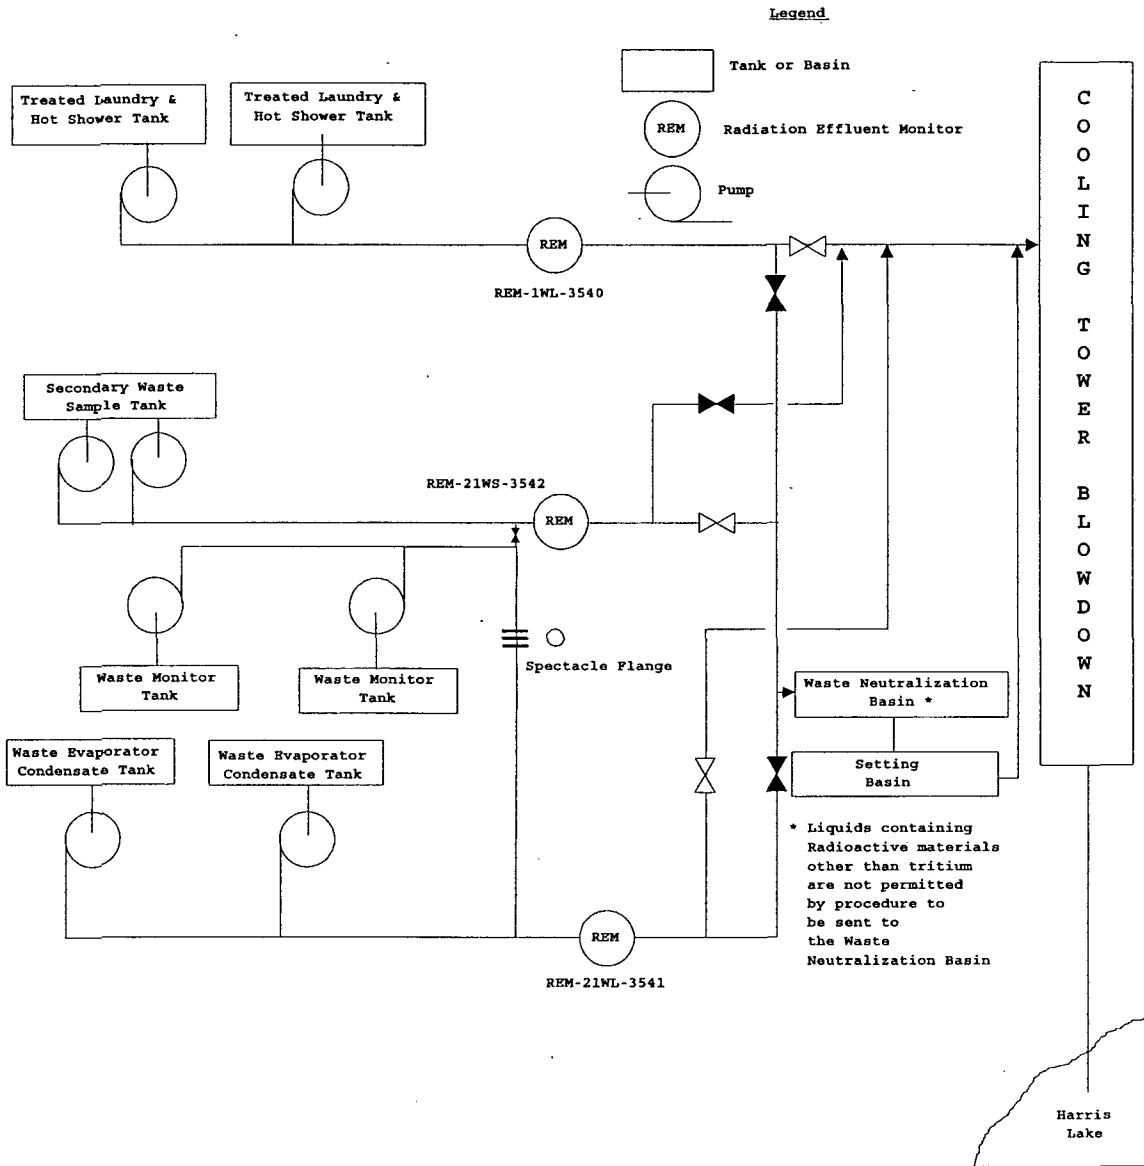 Legend
Tank or Basin
REM
Radiation Effluent Monitor
Pump
Treated Laundry &
Hot Shower Tank
Treated Laundry &
Hot Shower Tank
REM
REM-1WL-3540
Secondary Waste
Sample Tank
REM-21WS-3542
REM
Waste Monitor
Tank
Waste Monitor
Tank
Spectacle Flange
Waste Evaporator
Condensate Tank
Waste Evaporator
Condensate Tank
REM
REM-21WL-3541
Waste Neutralization
Basin *
Setting
Basin
* Liquids containing
Radioactive materials
other than tritium
are not permitted
by procedure to
be sent to
the Waste
Neutralization Basin
COOLING TOWER BLOWDOWN
Harris
Lake